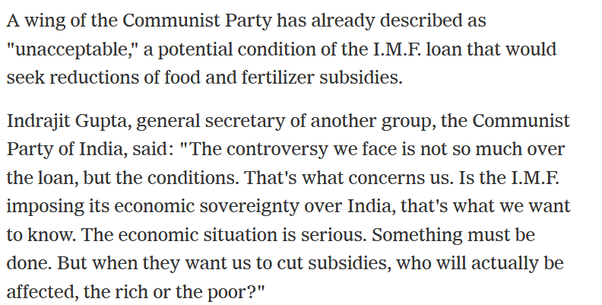 A wing of the Communist Party has already described as
"unacceptable," a potential condition of the I.M.F. loan that would
seek reductions of food and fertilizer subsidies.
Indrajit Gupta, general secretary of another group, the Communist
Party of India, said: "The controversy we face is not so much over
the loan, but the conditions. That's what concerns us. Is the I.M.F.
imposing its economic sovereignty over India, that's what we want
to know. The economic situation is serious. Something must be
done. But when they want us to cut subsidies, who will actually be
affected, the rich or the poor?"